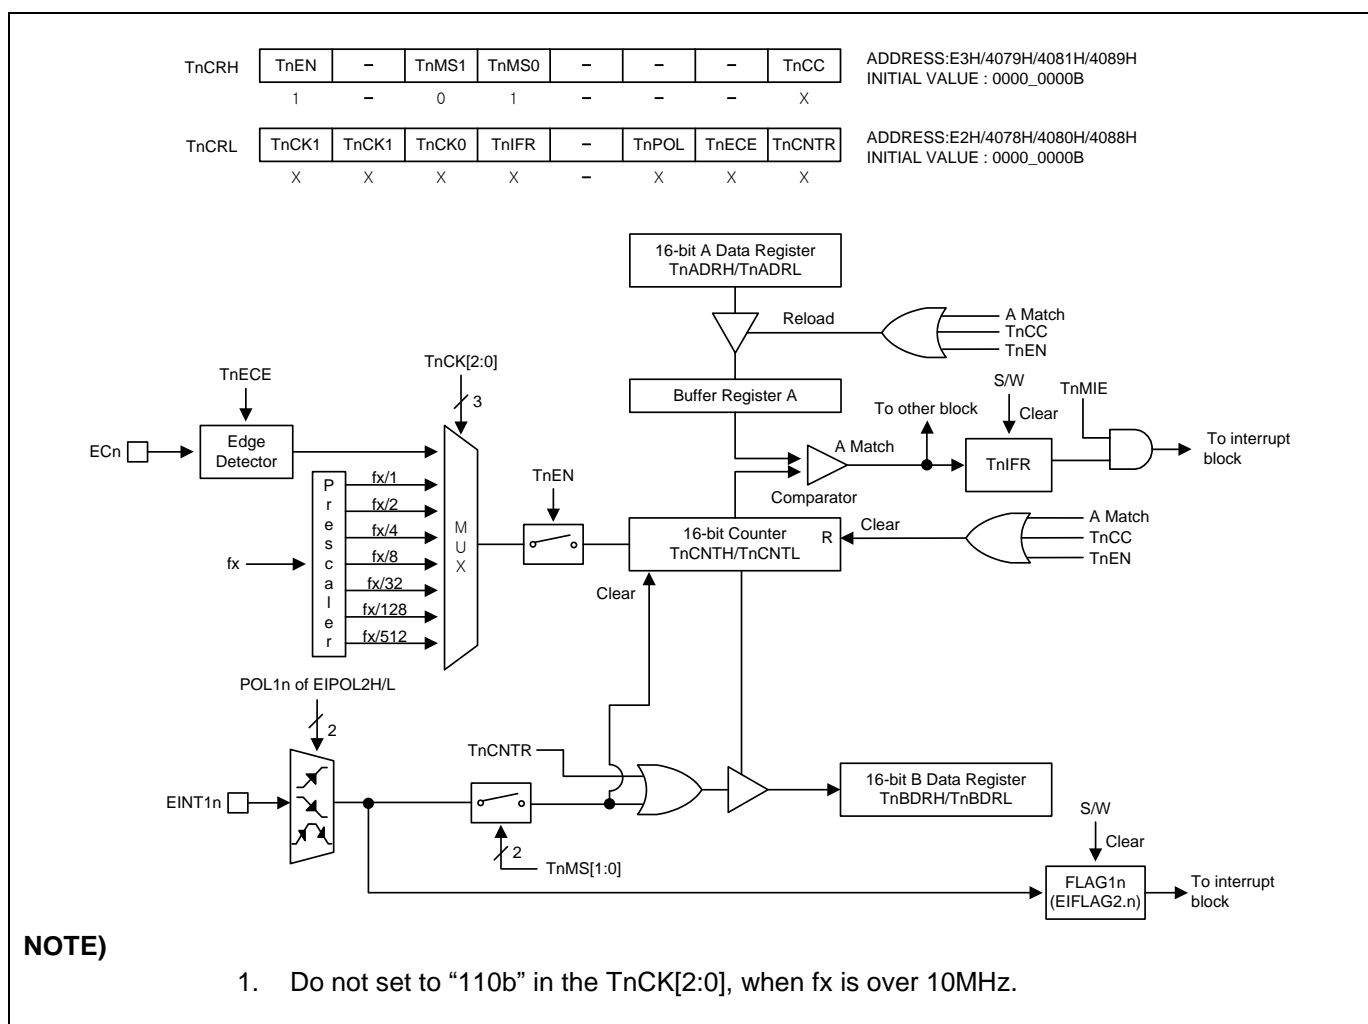 TnCRH TnEN – TnMS1 TnMS0 – – – TnCC ADDRESS:E3H/4079H/4081H/4089H
INITIAL VALUE : 0000_0000B
1 – 0 1 – – – X
TnCRL TnCK1 TnCK1 TnCK0 TnIFR – TnPOL TnECE TnCNTR ADDRESS:E2H/4078H/4080H/4088H
INITIAL VALUE : 0000_0000B
X X X X – X X X
16-bit A Data Register
TnADRH/TnADRL
Reload
A Match
TnCC
TnEN
TnCK[2:0]
3
TnECE
Buffer Register A
S/W
Clear
TnMIE
To other block
ECn
Edge
Detector
A Match
TnIFR
To interrupt
block
Comparator
Prescaler
fx/1
fx/2
fx/4
fx/8
fx/32
fx/128
fx/512
fx
MUX
TnEN
16-bit Counter
TnCNTH/TnCNTL
R
Clear
A Match
TnCC
TnEN
Clear
POL1n of EIPOL2H/L
2
TnCNTR
EINT1n
2
TnMS[1:0]
16-bit B Data Register
TnBDRH/TnBDRL
S/W
Clear
FLAG1n
(EIFLAG2.n)
To interrupt
block
NOTE)
1. Do not set to “110b” in the TnCK[2:0], when fx is over 10MHz.